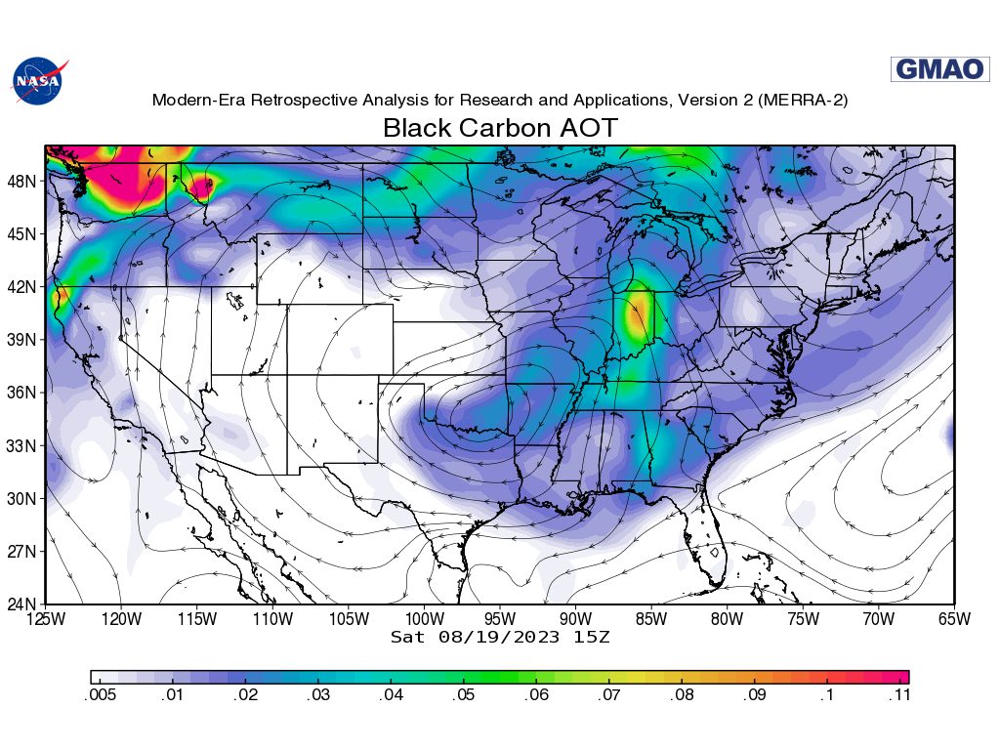 NASA
GMAO
Modern-Era Retrospective Analysis for Research and Applications, Version 2 (MERRA-2)
Black Carbon AOT
48N
45N
42N
39N
36N
33N
30N
27N
24N
125W 120W 115W 110W 105W 100W 95W 90W 85W 80W 75W 70W 65W
Sat 08/19/2023 15Z
.005 .01 .02 .03 .04 .05 .06 .07 .08 .09 .1 .11